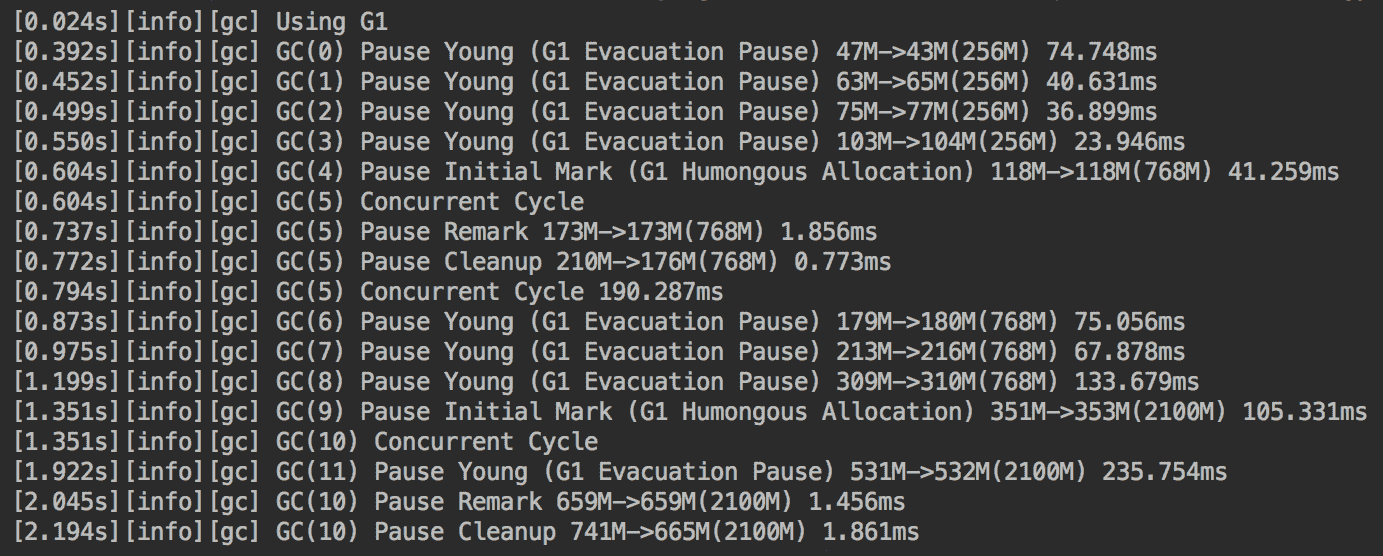 [0.024s][info][gc] Using G1
[0.392s][info][gc] GC(0) Pause Young (G1 Evacuation Pause) 47M->43M(256M) 74.748ms
[0.452s][info][gc] GC(1) Pause Young (G1 Evacuation Pause) 63M->65M(256M) 40.631ms
[0.499s][info][gc] GC(2) Pause Young (G1 Evacuation Pause) 75M->77M(256M) 36.899ms
[0.550s][info][gc] GC(3) Pause Young (G1 Evacuation Pause) 103M->104M(256M) 23.946ms
[0.604s][info][gc] GC(4) Pause Initial Mark (G1 Humongous Allocation) 118M->118M(768M) 41.259ms
[0.604s][info][gc] GC(5) Concurrent Cycle
[0.737s][info][gc] GC(5) Pause Remark 173M->173M(768M) 1.856ms
[0.772s][info][gc] GC(5) Pause Cleanup 210M->176M(768M) 0.773ms
[0.794s][info][gc] GC(5) Concurrent Cycle 190.287ms
[0.873s][info][gc] GC(6) Pause Young (G1 Evacuation Pause) 179M->180M(768M) 75.056ms
[0.975s][info][gc] GC(7) Pause Young (G1 Evacuation Pause) 213M->216M(768M) 67.878ms
[1.199s][info][gc] GC(8) Pause Young (G1 Evacuation Pause) 309M->310M(768M) 133.679ms
[1.351s][info][gc] GC(9) Pause Initial Mark (G1 Humongous Allocation) 351M->353M(2100M) 105.331ms
[1.351s][info][gc] GC(10) Concurrent Cycle
[1.922s][info][gc] GC(11) Pause Young (G1 Evacuation Pause) 531M->532M(2100M) 235.754ms
[2.045s][info][gc] GC(10) Pause Remark 659M->659M(2100M) 1.456ms
[2.194s][info][gc] GC(10) Pause Cleanup 741M->665M(2100M) 1.861ms